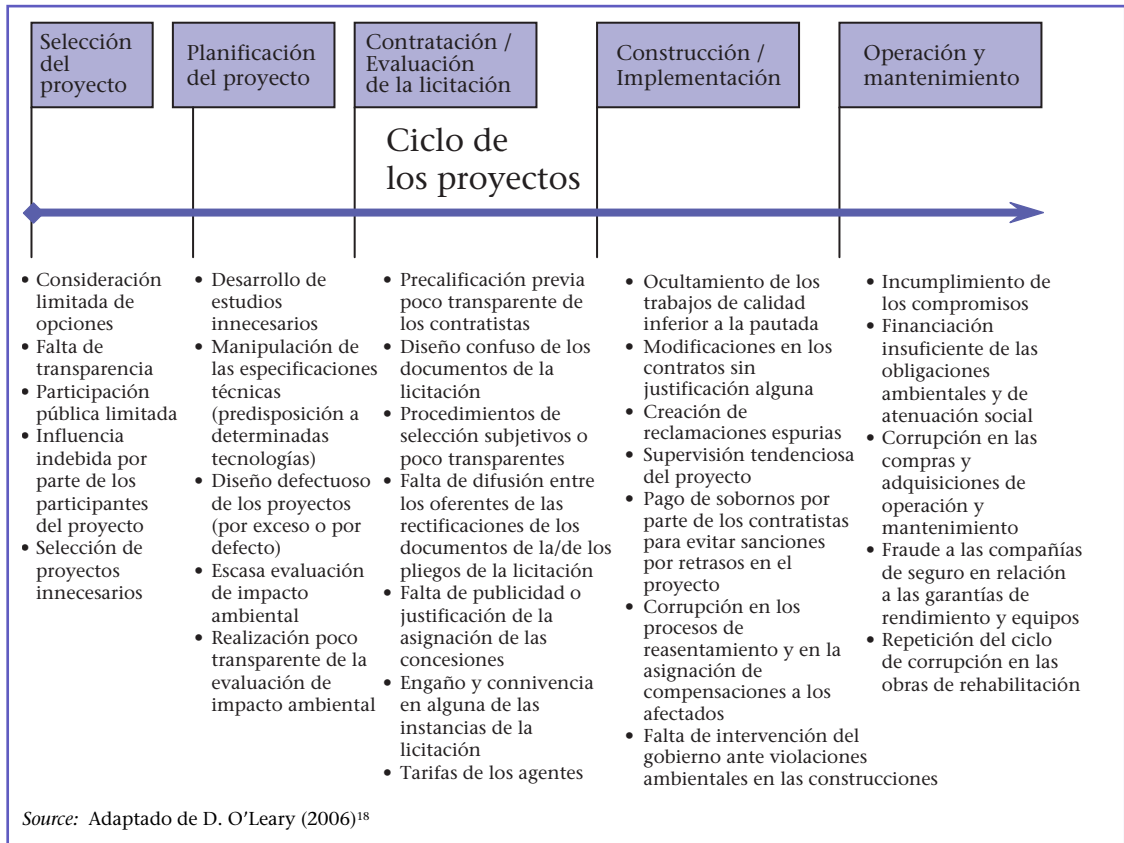 Selección
del
proyecto
Planificación
del proyecto
Contratación /
Evaluación
de la licitación
Construcción /
Implementación
Operación y
mantenimiento
Ciclo de
los proyectos
• Consideración
limitada de
opciones
• Falta de
transparencia
• Participación
pública limitada
• Influencia
indebida por
parte de los
participantes
del proyecto
• Selección de
proyectos
innecesarios
• Desarrollo de
estudios
innecesarios
• Manipulación de
las especificaciones
técnicas
(predisposición a
determinadas
tecnologías)
• Diseño defectuoso
de los proyectos
(por exceso o por
defecto)
• Escasa evaluación
de impacto
ambiental
• Realización poco
transparente de la
evaluación de
impacto ambiental
• Precalificación previa
poco transparente de
los contratistas
• Diseño confuso de los
documentos de la
licitación
• Procedimientos de
selección subjetivos o
poco transparentes
• Falta de difusión entre
los oferentes de las
rectificaciones de los
documentos de la/de los
pliegos de la licitación
• Falta de publicidad o
justificación de la
asignación de las
concesiones
• Engaño y connivencia
en alguna de las
instancias de la
licitación
• Tarifas de los agentes
• Ocultamiento de los
trabajos de calidad
inferior a la pautada
• Modificaciones en los
contratos sin
justificación alguna
• Creación de
reclamaciones espurias
• Supervisión tendenciosa
del proyecto
• Pago de sobornos por
parte de los contratistas
para evitar sanciones
por retrasos en el
proyecto
• Corrupción en los
procesos de
reasentamiento y en la
asignación de
compensaciones a los
afectados
• Falta de intervención del
gobierno ante violaciones
ambientales en las construcciones
• Incumplimiento de
los compromisos
• Financiación
insuficiente de las
obligaciones
ambientales y de
atenuación social
• Corrupción en las
compras y
adquisiciones de
operación y
mantenimiento
• Fraude a las compañías
de seguro en relación
a las garantías de
rendimiento y equipos
• Repetición del ciclo
de corrupción en las
obras de rehabilitación
Source: Adaptado de D. O'Leary (2006)¹⁸